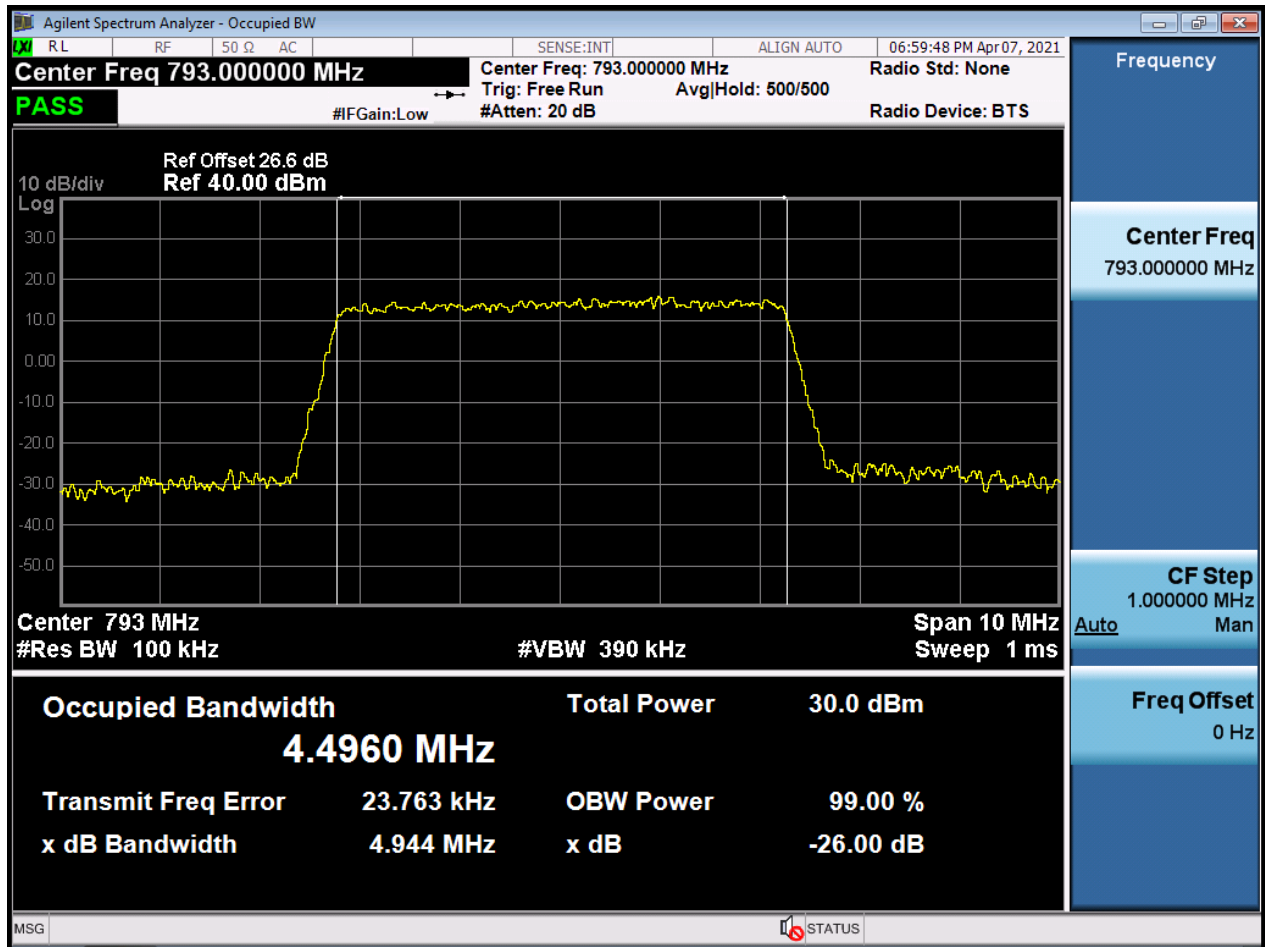 Agilent Spectrum Analyzer - Occupied BW
LXI RL RF 50 Ω AC SENSE:INT ALIGN AUTO 06:59:48 PM Apr 07, 2021
Center Freq 793.000000 MHz
Center Freq: 793.000000 MHz
Radio Std: None
Trig: Free Run
Avg|Hold: 500/500
PASS
#IFGain:Low
#Atten: 20 dB
Radio Device: BTS
Ref Offset 26.6 dB
10 dB/div
Ref 40.00 dBm
Log
30.0
20.0
10.0
0.00
-10.0
-20.0
-30.0
-40.0
-50.0
Center 793 MHz
Span 10 MHz
#Res BW 100 kHz
#VBW 390 kHz
Sweep 1 ms
Occupied Bandwidth
4.4960 MHz
Total Power 30.0 dBm
Transmit Freq Error 23.763 kHz
OBW Power 99.00 %
x dB Bandwidth 4.944 MHz
x dB -26.00 dB
MSG
STATUS
Frequency
Center Freq
793.000000 MHz
CF Step
1.000000 MHz
Auto Man
Freq Offset
0 Hz